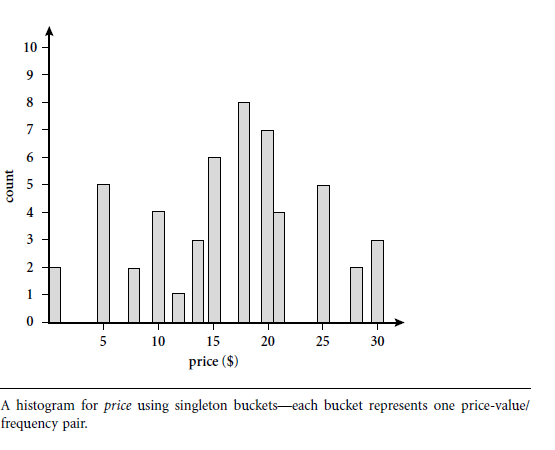 10
9
8
7
6
5
4
3
2
1
0
count
5 10 15 20 25 30
price ($)
A histogram for price using singleton buckets—each bucket represents one price-value/
frequency pair.